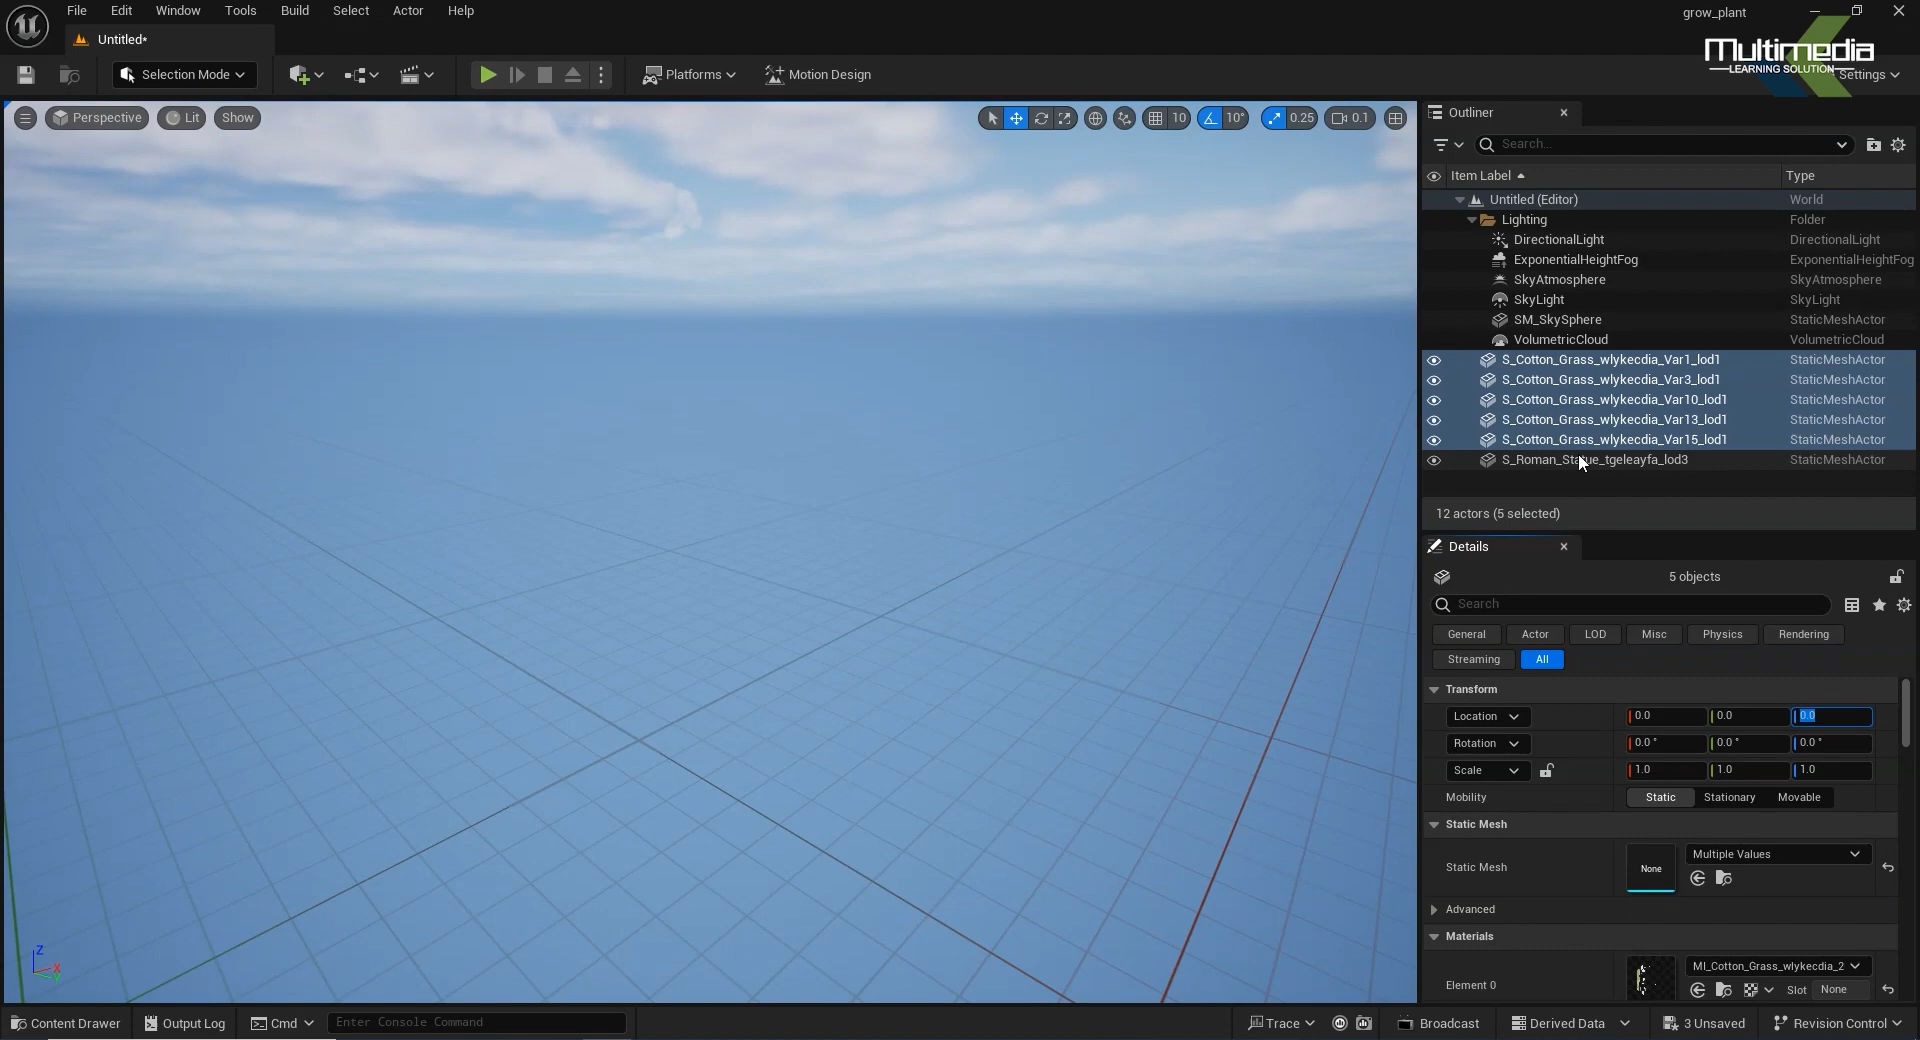 File Edit Window Tools Build Select Actor Help
grow_plant
Untitled*
Multimedia
LEARNING SOLUTION
Selection Mode
Platforms
Motion Design
Settings
Perspective
Lit
Show
10
10°
0.25
0.1
Outliner
Search...
Item Label
Type
Untitled (Editor) World
Lighting Folder
DirectionalLight DirectionalLight
ExponentialHeightFog ExponentialHeightFog
SkyAtmosphere SkyAtmosphere
SkyLight SkyLight
SM_SkySphere StaticMeshActor
VolumetricCloud VolumetricCloud
S_Cotton_Grass_wlykecdia_Var1_lod1 StaticMeshActor
S_Cotton_Grass_wlykecdia_Var3_lod1 StaticMeshActor
S_Cotton_Grass_wlykecdia_Var10_lod1 StaticMeshActor
S_Cotton_Grass_wlykecdia_Var13_lod1 StaticMeshActor
S_Cotton_Grass_wlykecdia_Var15_lod1 StaticMeshActor
S_Roman_Statue_tgeleayfa_lod3 StaticMeshActor
12 actors (5 selected)
Details
5 objects
Search
General Actor LOD Misc Physics Rendering
Streaming All
Transform
Location 0.0 0.0 0.0
Rotation 0.0 ° 0.0 ° 0.0 °
Scale 1.0 1.0 1.0
Mobility Static Stationary Movable
Static Mesh
Static Mesh None Multiple Values
Advanced
Materials
Element 0 MI_Cotton_Grass_wlykecdia_2
Slot None
Z
X
Y
Content Drawer
Output Log
Cmd
Enter Console Command
Trace
Broadcast
Derived Data
3 Unsaved
Revision Control